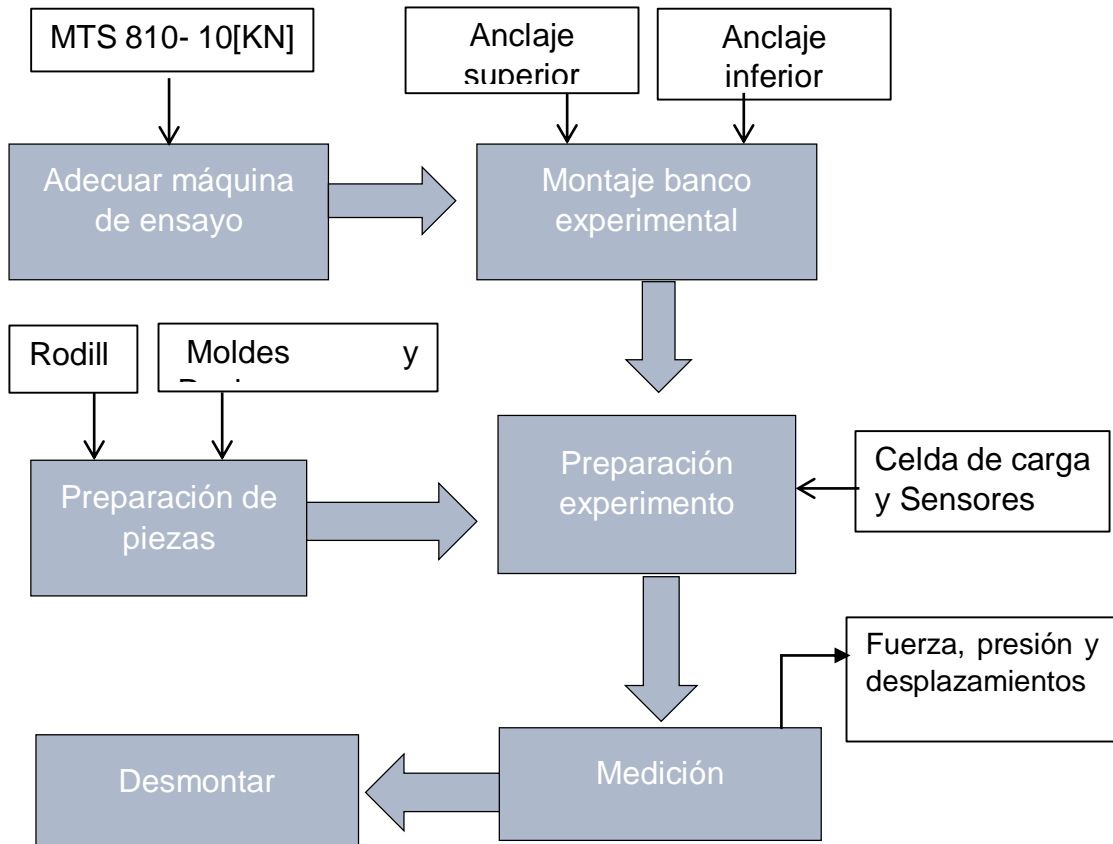 MTS 810- 10[KN]
Anclaje
superior
Anclaje
inferior
Adecuar máquina
de ensayo
Montaje banco
experimental
Rodill
Moldes y
Preparación de
piezas
Preparación
experimento
Celda de carga
y Sensores
Fuerza, presión y
desplazamientos
Desmontar
Medición